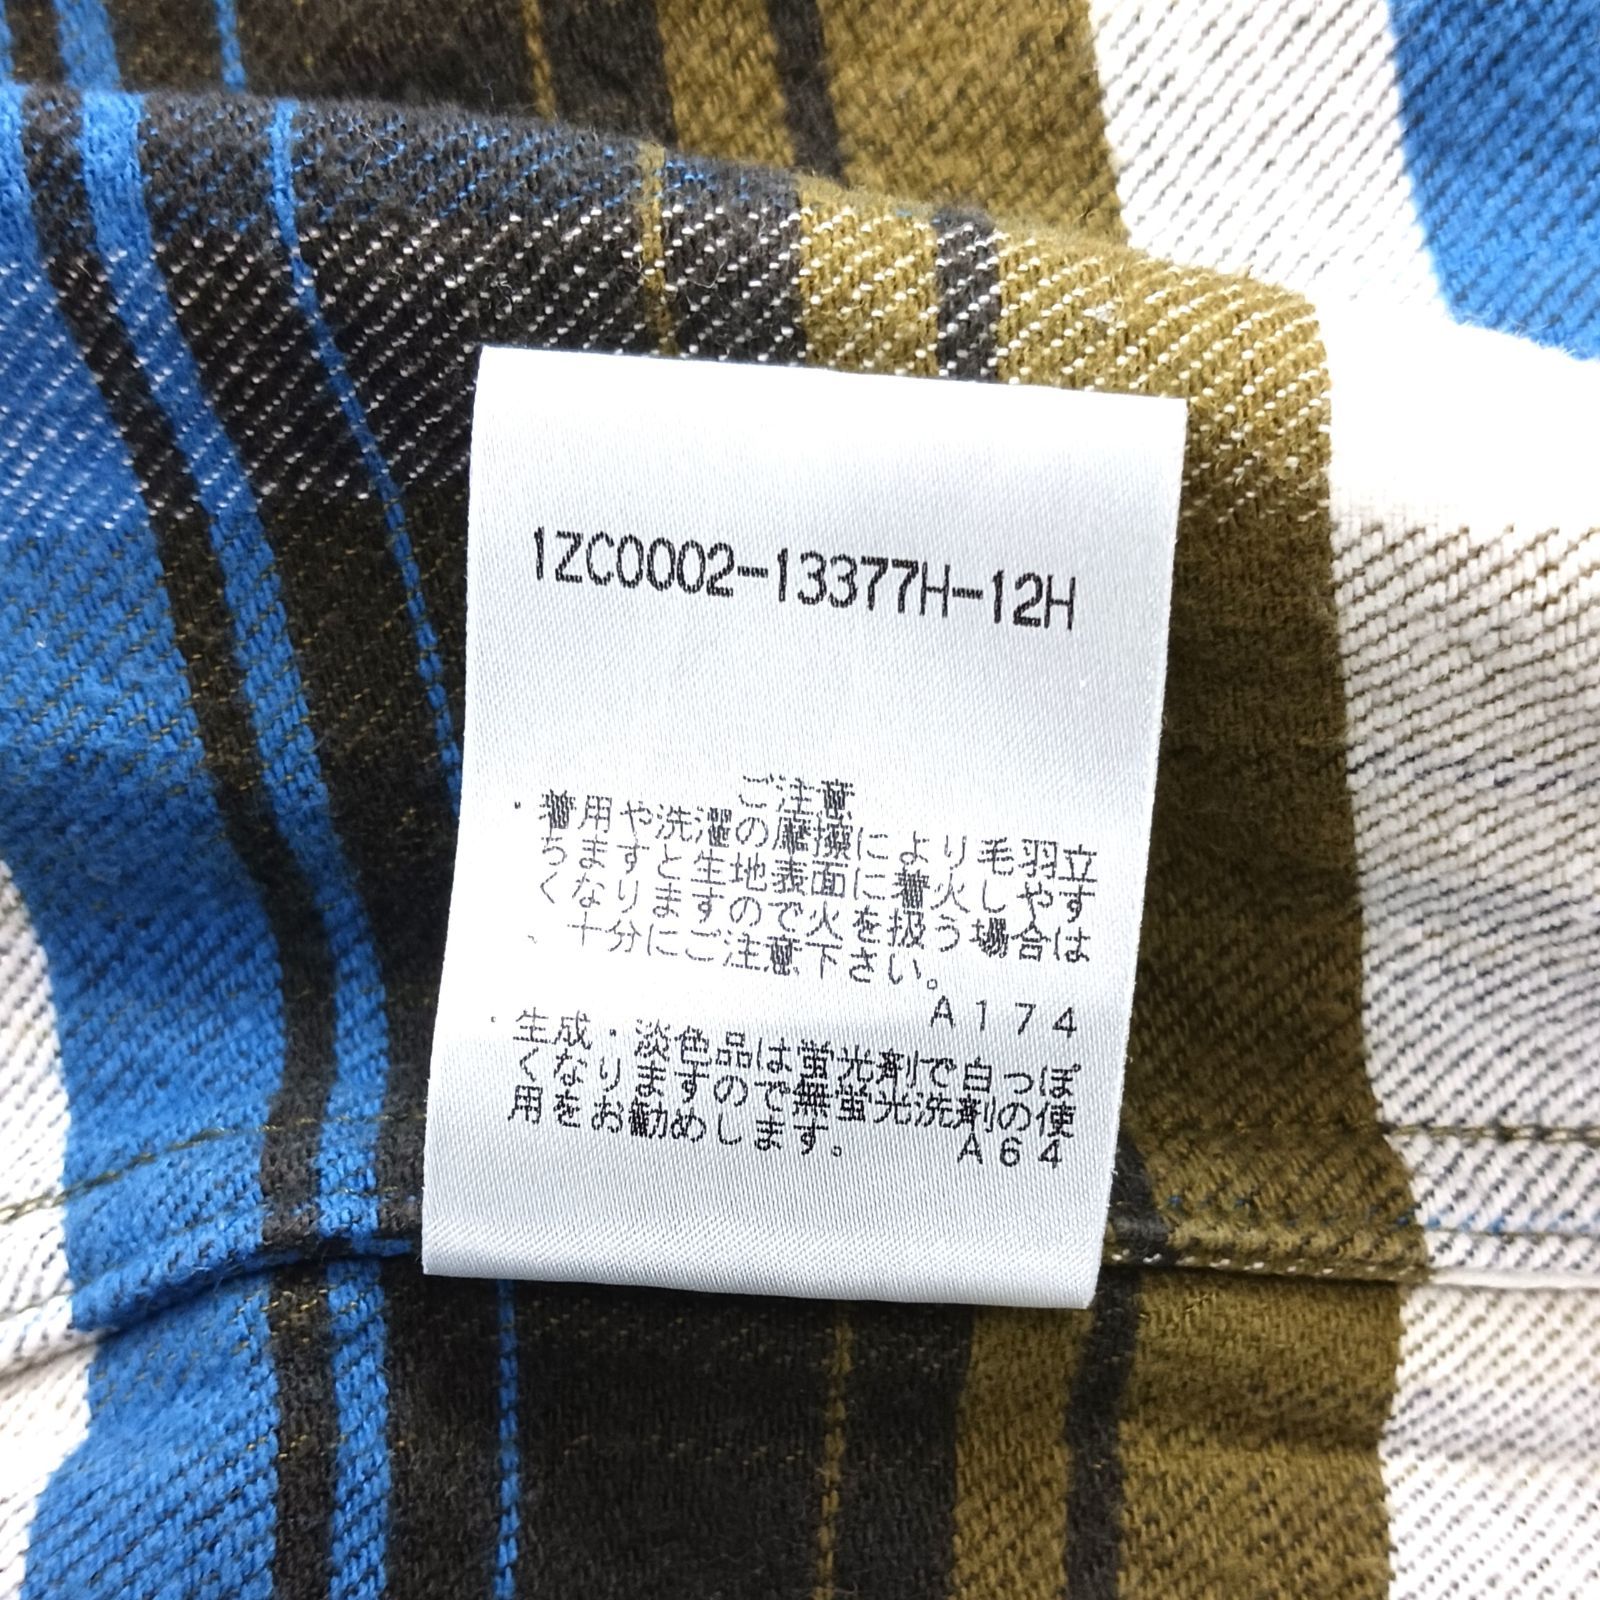 1ZC0002-13377H-12H
ご注意
・着用や洗濯の摩擦により毛羽立
ちますと生地表面に着火しやす
くなりますので火を扱う場合は
、十分にご注意下さい。
A174
・生成・淡色品は蛍光剤で白っぽ
くなりますので無蛍光洗剤の使
用をお勧めします。 A64